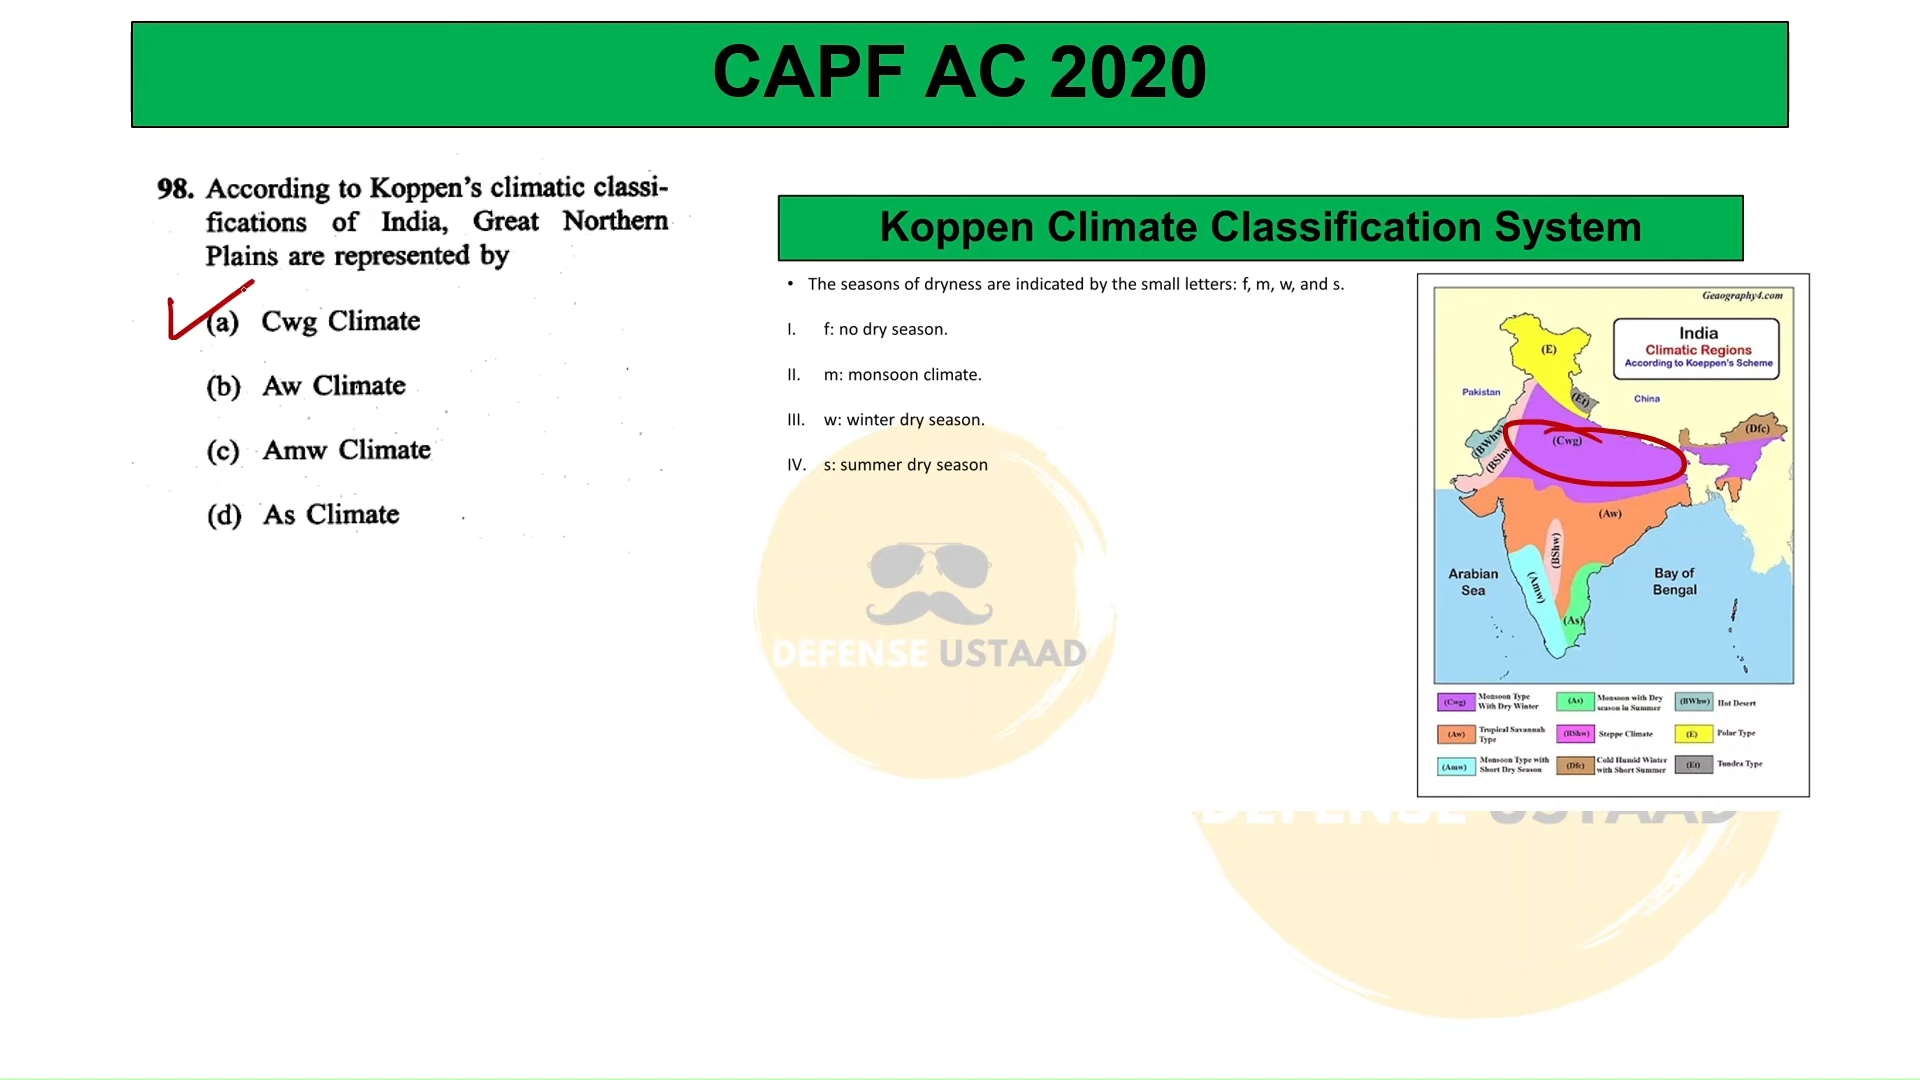 CAPF AC 2020
98. According to Koppen's climatic classi-
fications of India, Great Northern
Plains are represented by
(a) Cwg Climate
(b) Aw Climate
(c) Amw Climate
(d) As Climate
Koppen Climate Classification System
• The seasons of dryness are indicated by the small letters: f, m, w, and s.
I. f: no dry season.
II. m: monsoon climate.
III. w: winter dry season.
IV. s: summer dry season
Geaography4.com
India
Climatic Regions
According to Koeppen's Scheme
(E)
Pakistan
(Et)
China
(Dfc)
(Cwg)
(BWhw)
(BShw)
(Aw)
(BShw)
Arabian
Sea
(Amw)
Bay of
Bengal
(As)
(Cwg) Monsoon Type
With Dry Winter
(As) Monsoon with Dry
season in Summer
(BWhw) Hot Desert
(Aw) Tropical Savannah
Type
(BShw) Steppe Climate
(E) Polar Type
(Amw) Monsoon Type with
Short Dry Season
(Dfc) Cold Humid Winter
with Short Summer
(Et) Tundra Type
DEFENSE USTAAD
DEFENSE USTAAD